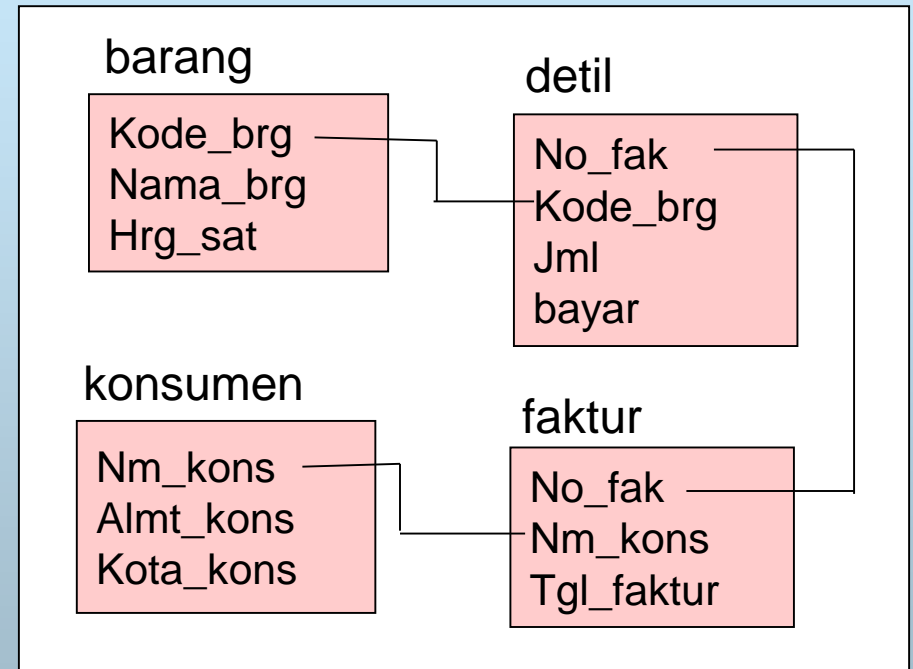 barang
Kode_brg
Nama_brg
Hrg_sat
detil
No_fak
Kode_brg
Jml
bayar
konsumen
Nm_kons
Almt_kons
Kota_kons
faktur
No_fak
Nm_kons
Tgl_faktur